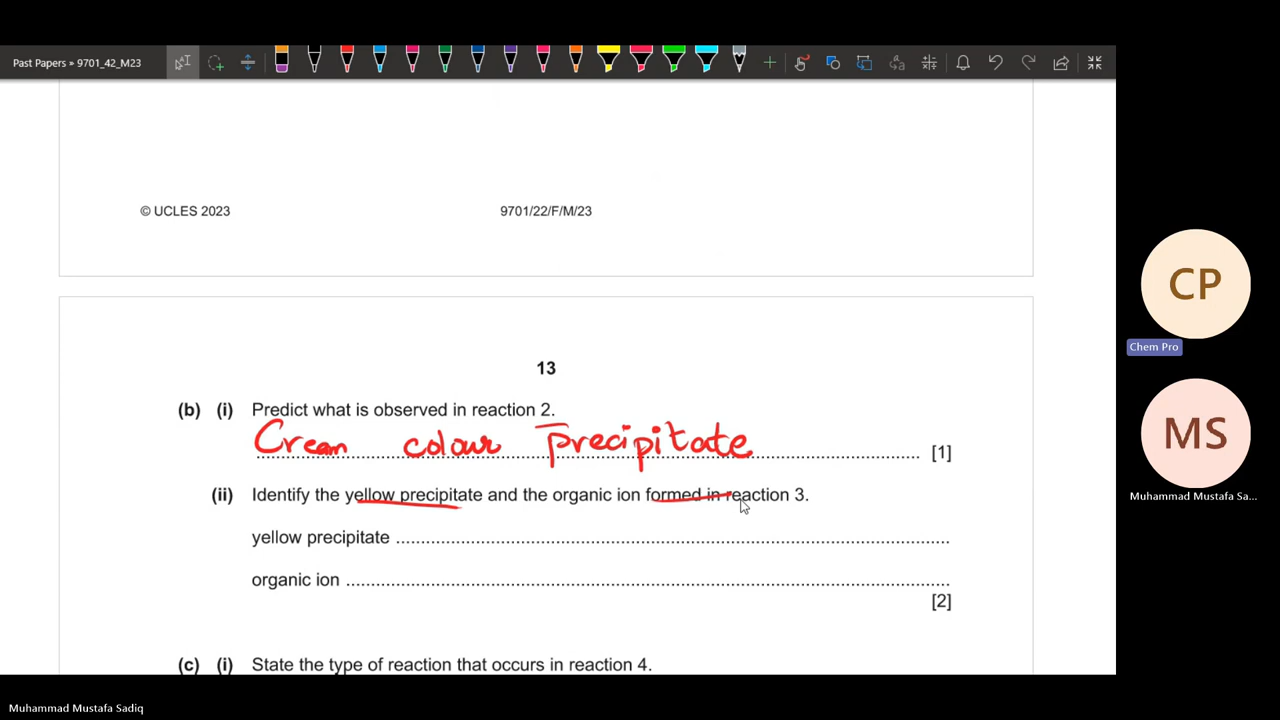 Past Papers » 9701_42_M23
© UCLES 2023
9701/22/F/M/23
CP
Chem Pro
13
(b) (i) Predict what is observed in reaction 2.
Cream colour precipitate
[1]
(ii) Identify the yellow precipitate and the organic ion formed in reaction 3.
MS
Muhammad Mustafa Sa...
yellow precipitate ....................................................................................................
organic ion ....................................................................................................
[2]
(c) (i) State the type of reaction that occurs in reaction 4.
Muhammad Mustafa Sadiq